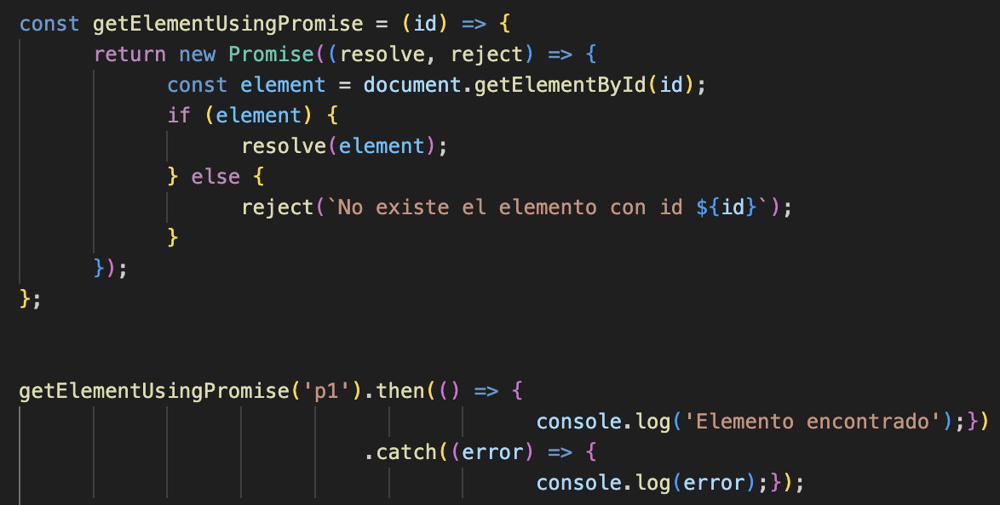 const getElementUsingPromise = (id) => {
return new Promise((resolve, reject) => {
const element = document.getElementById(id);
if (element) {
resolve(element);
} else {
reject(`No existe el elemento con id ${id}`);
}
});
};
getElementUsingPromise('p1').then(() => {
console.log('Elemento encontrado');})
.catch((error) => {
console.log(error);});